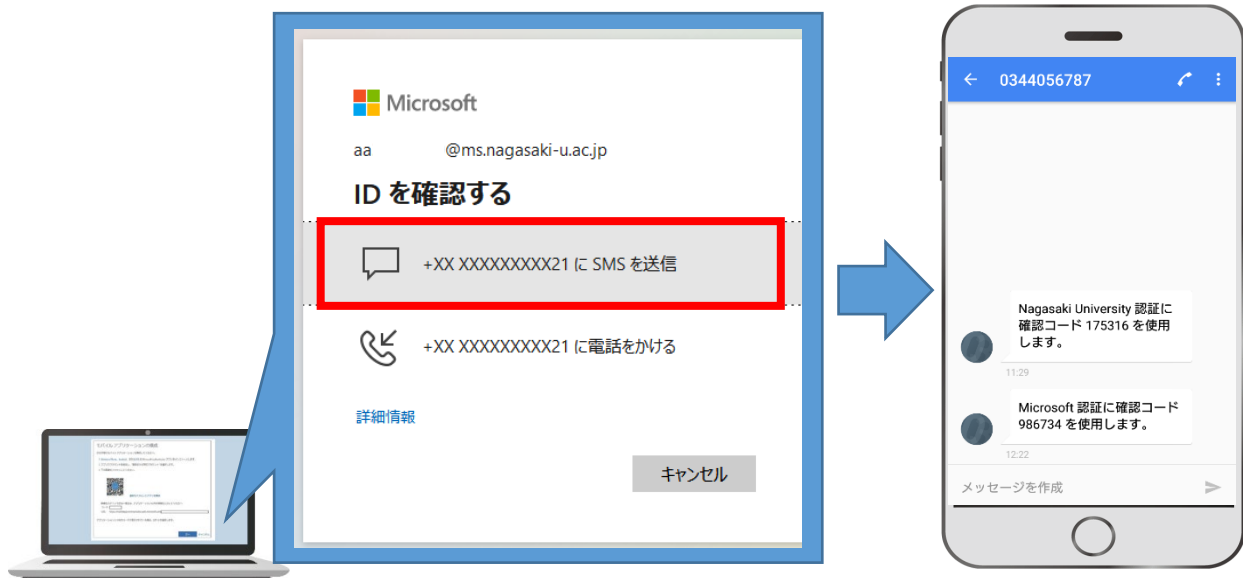 Microsoft
aa @ms.nagasaki-u.ac.jp
ID を確認する
+XX XXXXXXXXX21 に SMS を送信
+XX XXXXXXXXX21 に電話をかける
詳細情報
キャンセル
0344056787
Nagasaki University 認証に
確認コード 175316 を使用
します。
11:29
Microsoft 認証に確認コード
986734 を使用します。
12:22
メッセージを作成